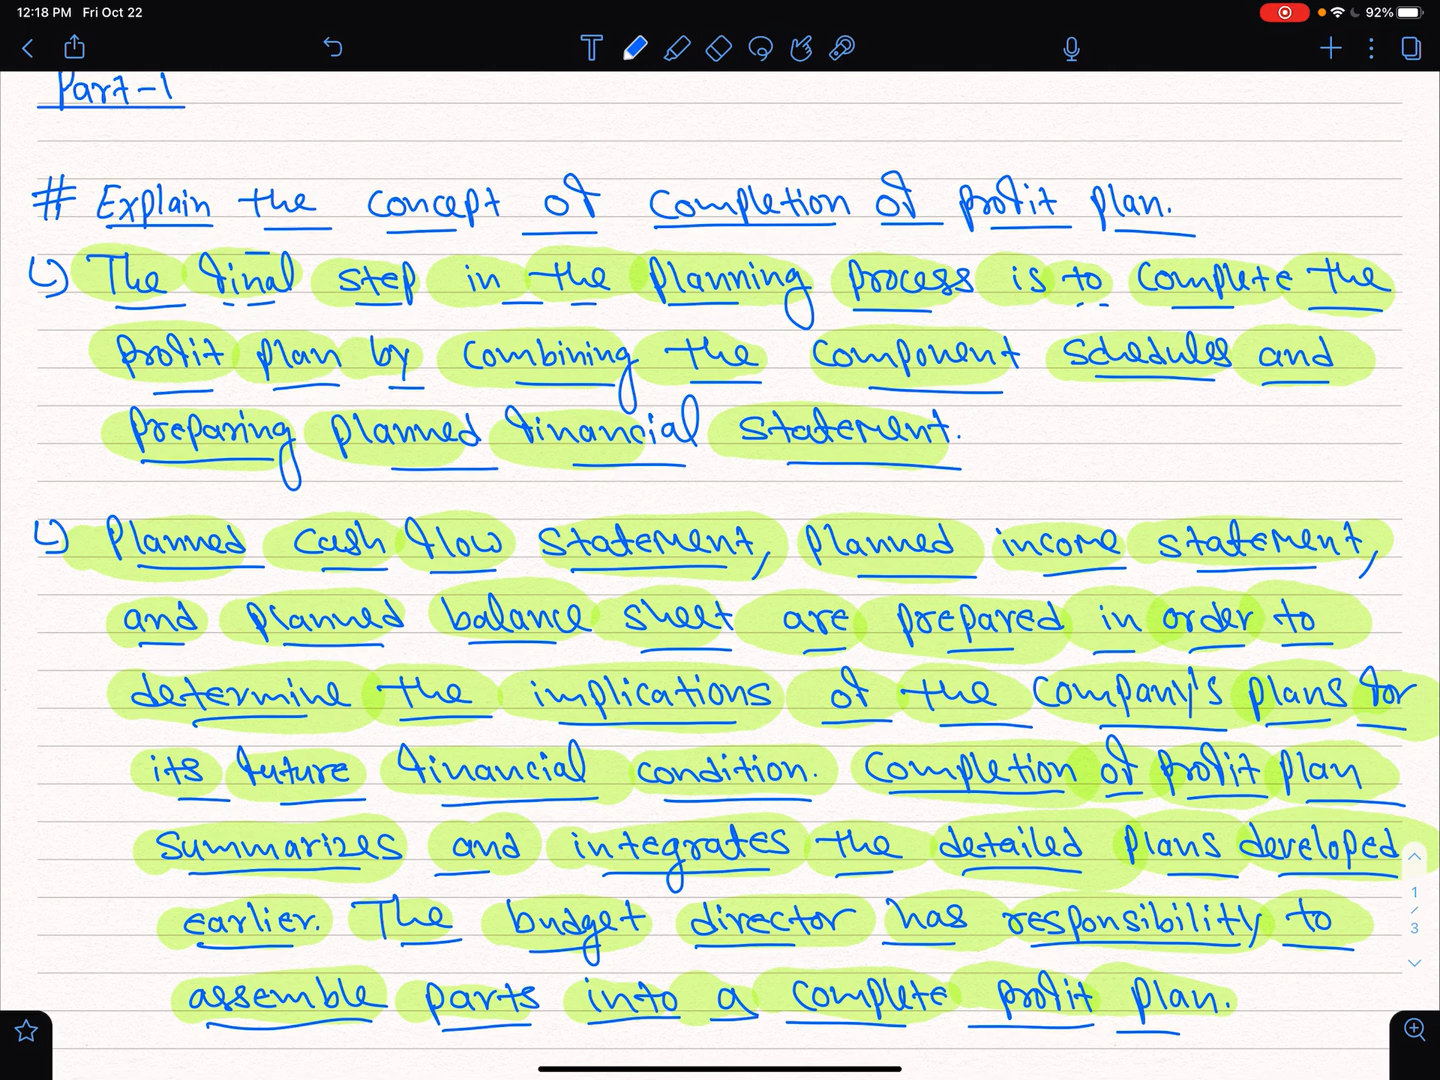 12:18 PM Fri Oct 22
92%
Part-1
# Explain the concept of completion of profit plan.
The final step in the planning process is to complete the
profit plan by combining the component schedules and
preparing planned financial statement.
Planned cash flow statement, planned income statement,
and planned balance sheet are prepared in order to
determine the implications of the company's plans for
its future financial condition. Completion of profit plan
summarizes and integrates the detailed plans developed
earlier. The budget director has responsibility to
assemble parts into a complete profit plan.
1
/
3